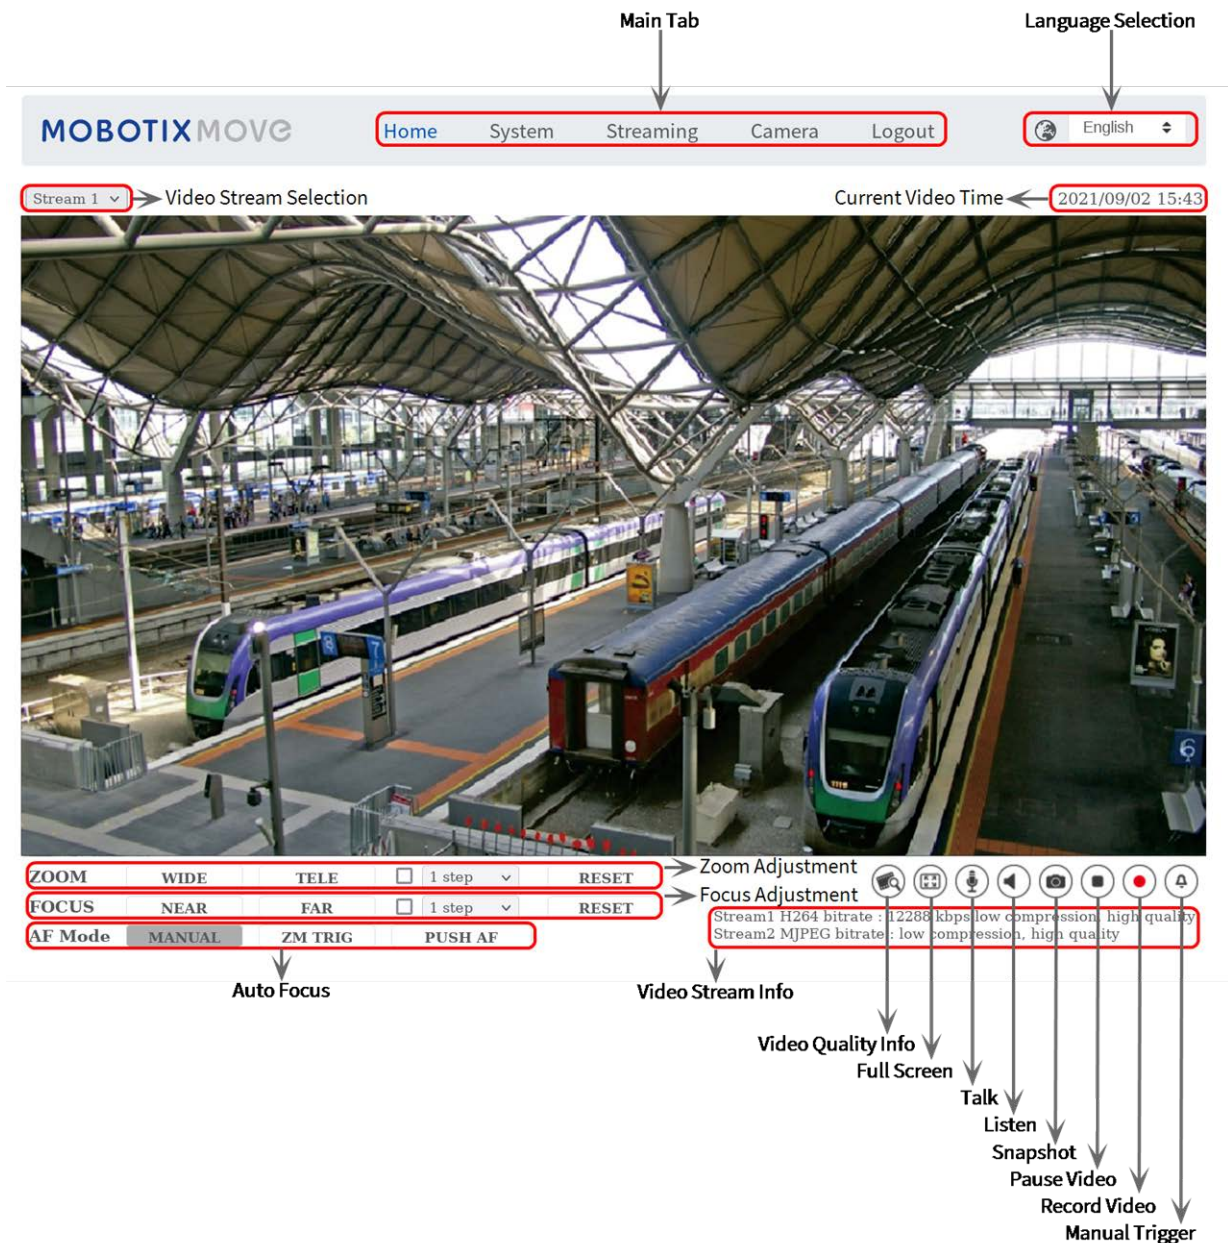 Main Tab
Language Selection
MOBOTIX MOVE
Home System Streaming Camera Logout
English
Stream 1
Video Stream Selection
Current Video Time
2021/09/02 15:43
8
7
6
ZOOM WIDE TELE 1 step RESET
Zoom Adjustment
FOCUS NEAR FAR 1 step RESET
Focus Adjustment
AF Mode MANUAL ZM TRIG PUSH AF
Stream1 H264 bitrate : 12288 kbps low compression, high quality
Stream2 MJPEG bitrate : low compression, high quality
Auto Focus
Video Stream Info
Video Quality Info
Full Screen
Talk
Listen
Snapshot
Pause Video
Record Video
Manual Trigger